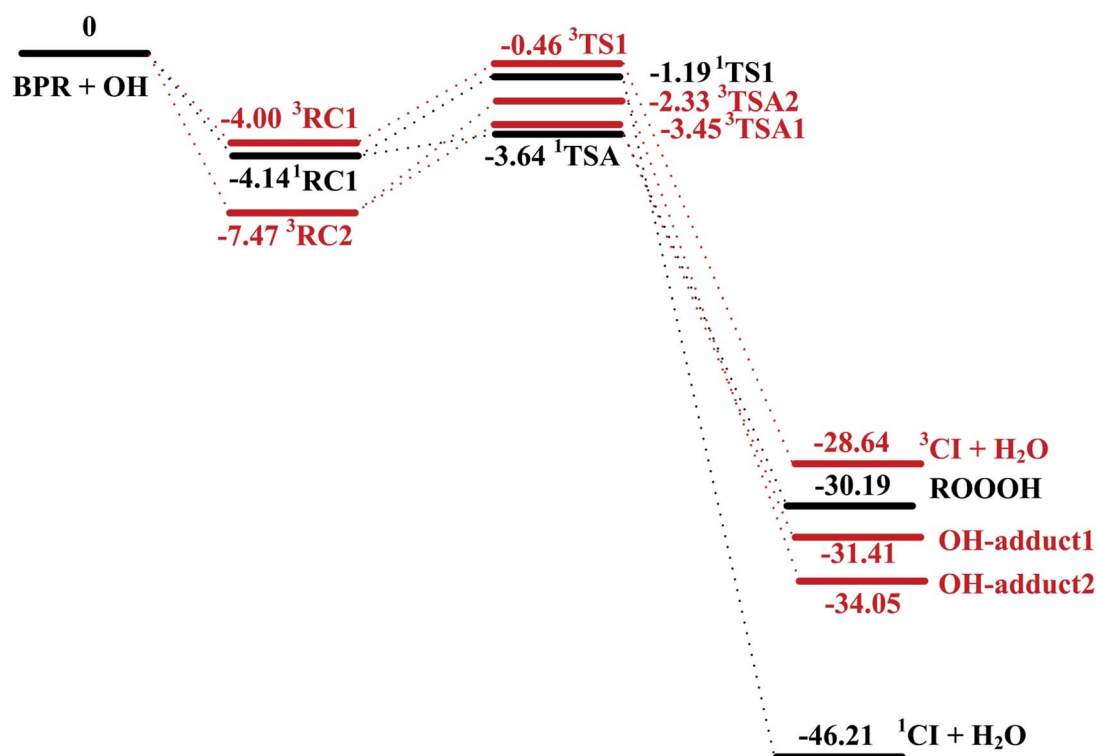 0
BPR + OH
-4.00 ³RC1
-4.14 ¹RC1
-7.47 ³RC2
-0.46 ³TS1
-1.19 ¹TS1
-2.33 ³TSA2
-3.45 ³TSA1
-3.64 ¹TSA
-28.64 ³CI + H₂O
-30.19 ROOOH
OH-adduct1
-31.41
OH-adduct2
-34.05
-46.21 ¹CI + H₂O